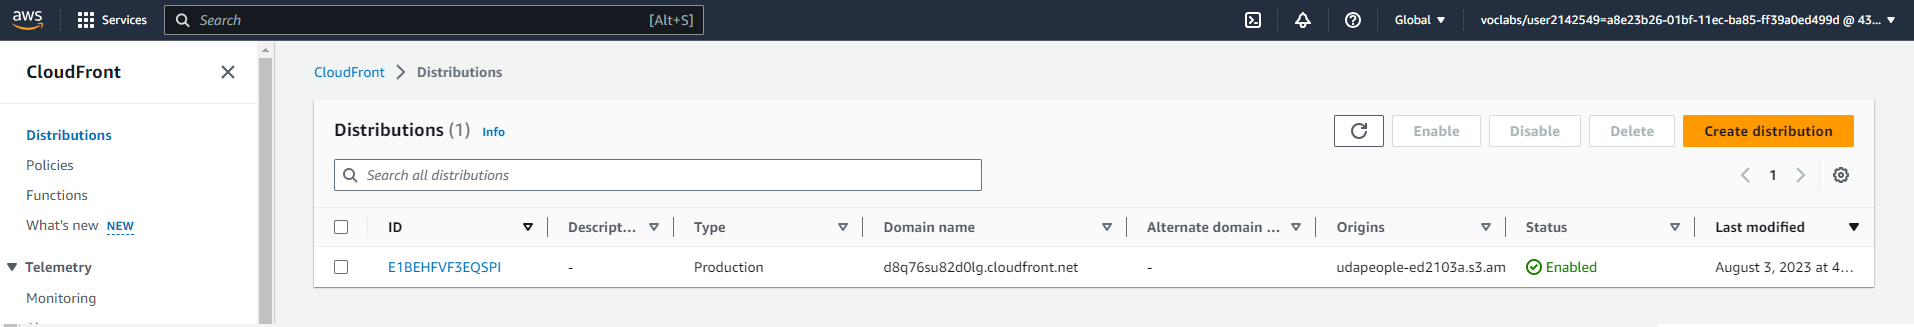 aws Services Search [Alt+S] Global voclabs/user2142549=a8e23b26-01bf-11ec-ba85-ff39a0ed499d @ 43...
CloudFront
Distributions
Policies
Functions
What's new NEW
Telemetry
Monitoring
CloudFront Distributions
Distributions (1) Info Enable Disable Delete Create distribution
Search all distributions 1
ID Descript... Type Domain name Alternate domain ... Origins Status Last modified
E1BEHFVF3EQSPI - Production d8q76su82d0lg.cloudfront.net - udapeople-ed2103a.s3.am Enabled August 3, 2023 at 4...